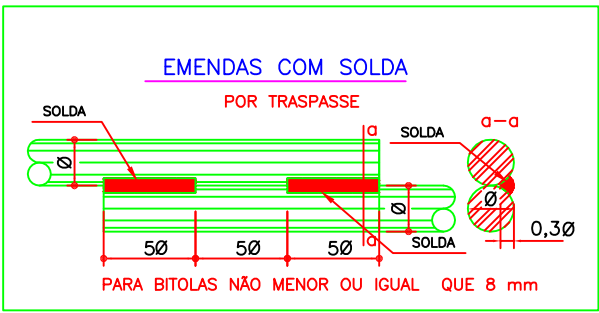 EMENDAS COM SOLDA
POR TRASPASSE
SOLDA
a
SOLDA
a-a
Ø
Ø
Ø
0,3Ø
a
SOLDA
5Ø 5Ø 5Ø
PARA BITOLAS NÃO MENOR OU IGUAL QUE 8 mm